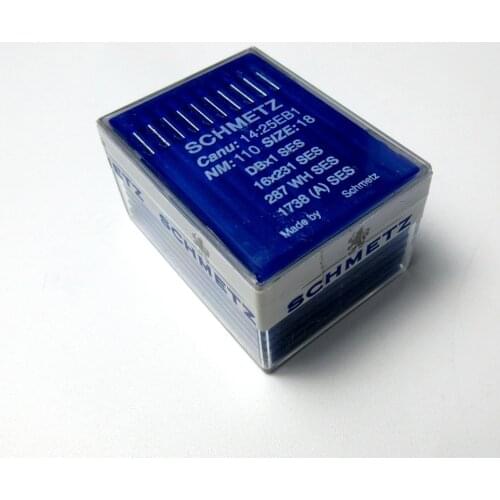 SCHMETZ
Canu: 14:25EB1
NM: 110 SIZE: 18
DBx1 SES
16x231 SES
287 WH SES
1738 (A) SES
Made by Schmetz
SCHMETZ
SCHMETZ